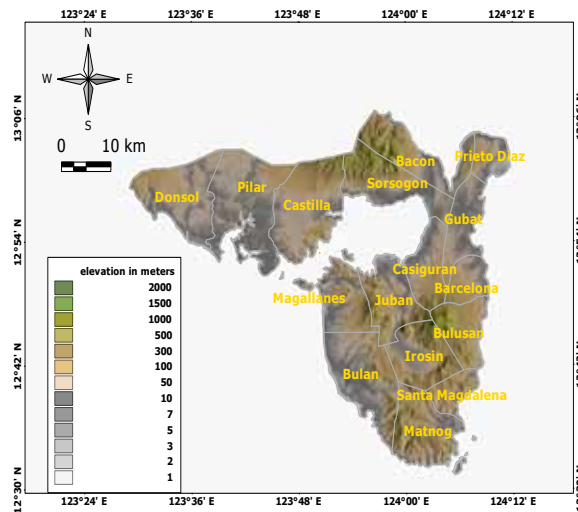 123°24' E 123°36' E 123°48' E 124°00' E 124°12' E
N
W E
S
0 10 km
13°06' N
12°54' N
12°42' N
12°30' N
Bacon
Prieto Diaz
Sorsogon
Pilar
Donsol
Castilla
Gubat
Casiguran
Barcelona
Magallanes
Juban
Bulusan
Irosin
Bulan
Santa Magdalena
Matnog
elevation in meters
2000
1500
1000
500
300
100
50
10
7
5
3
2
1
123°24' E 123°36' E 123°48' E 124°00' E 124°12' E